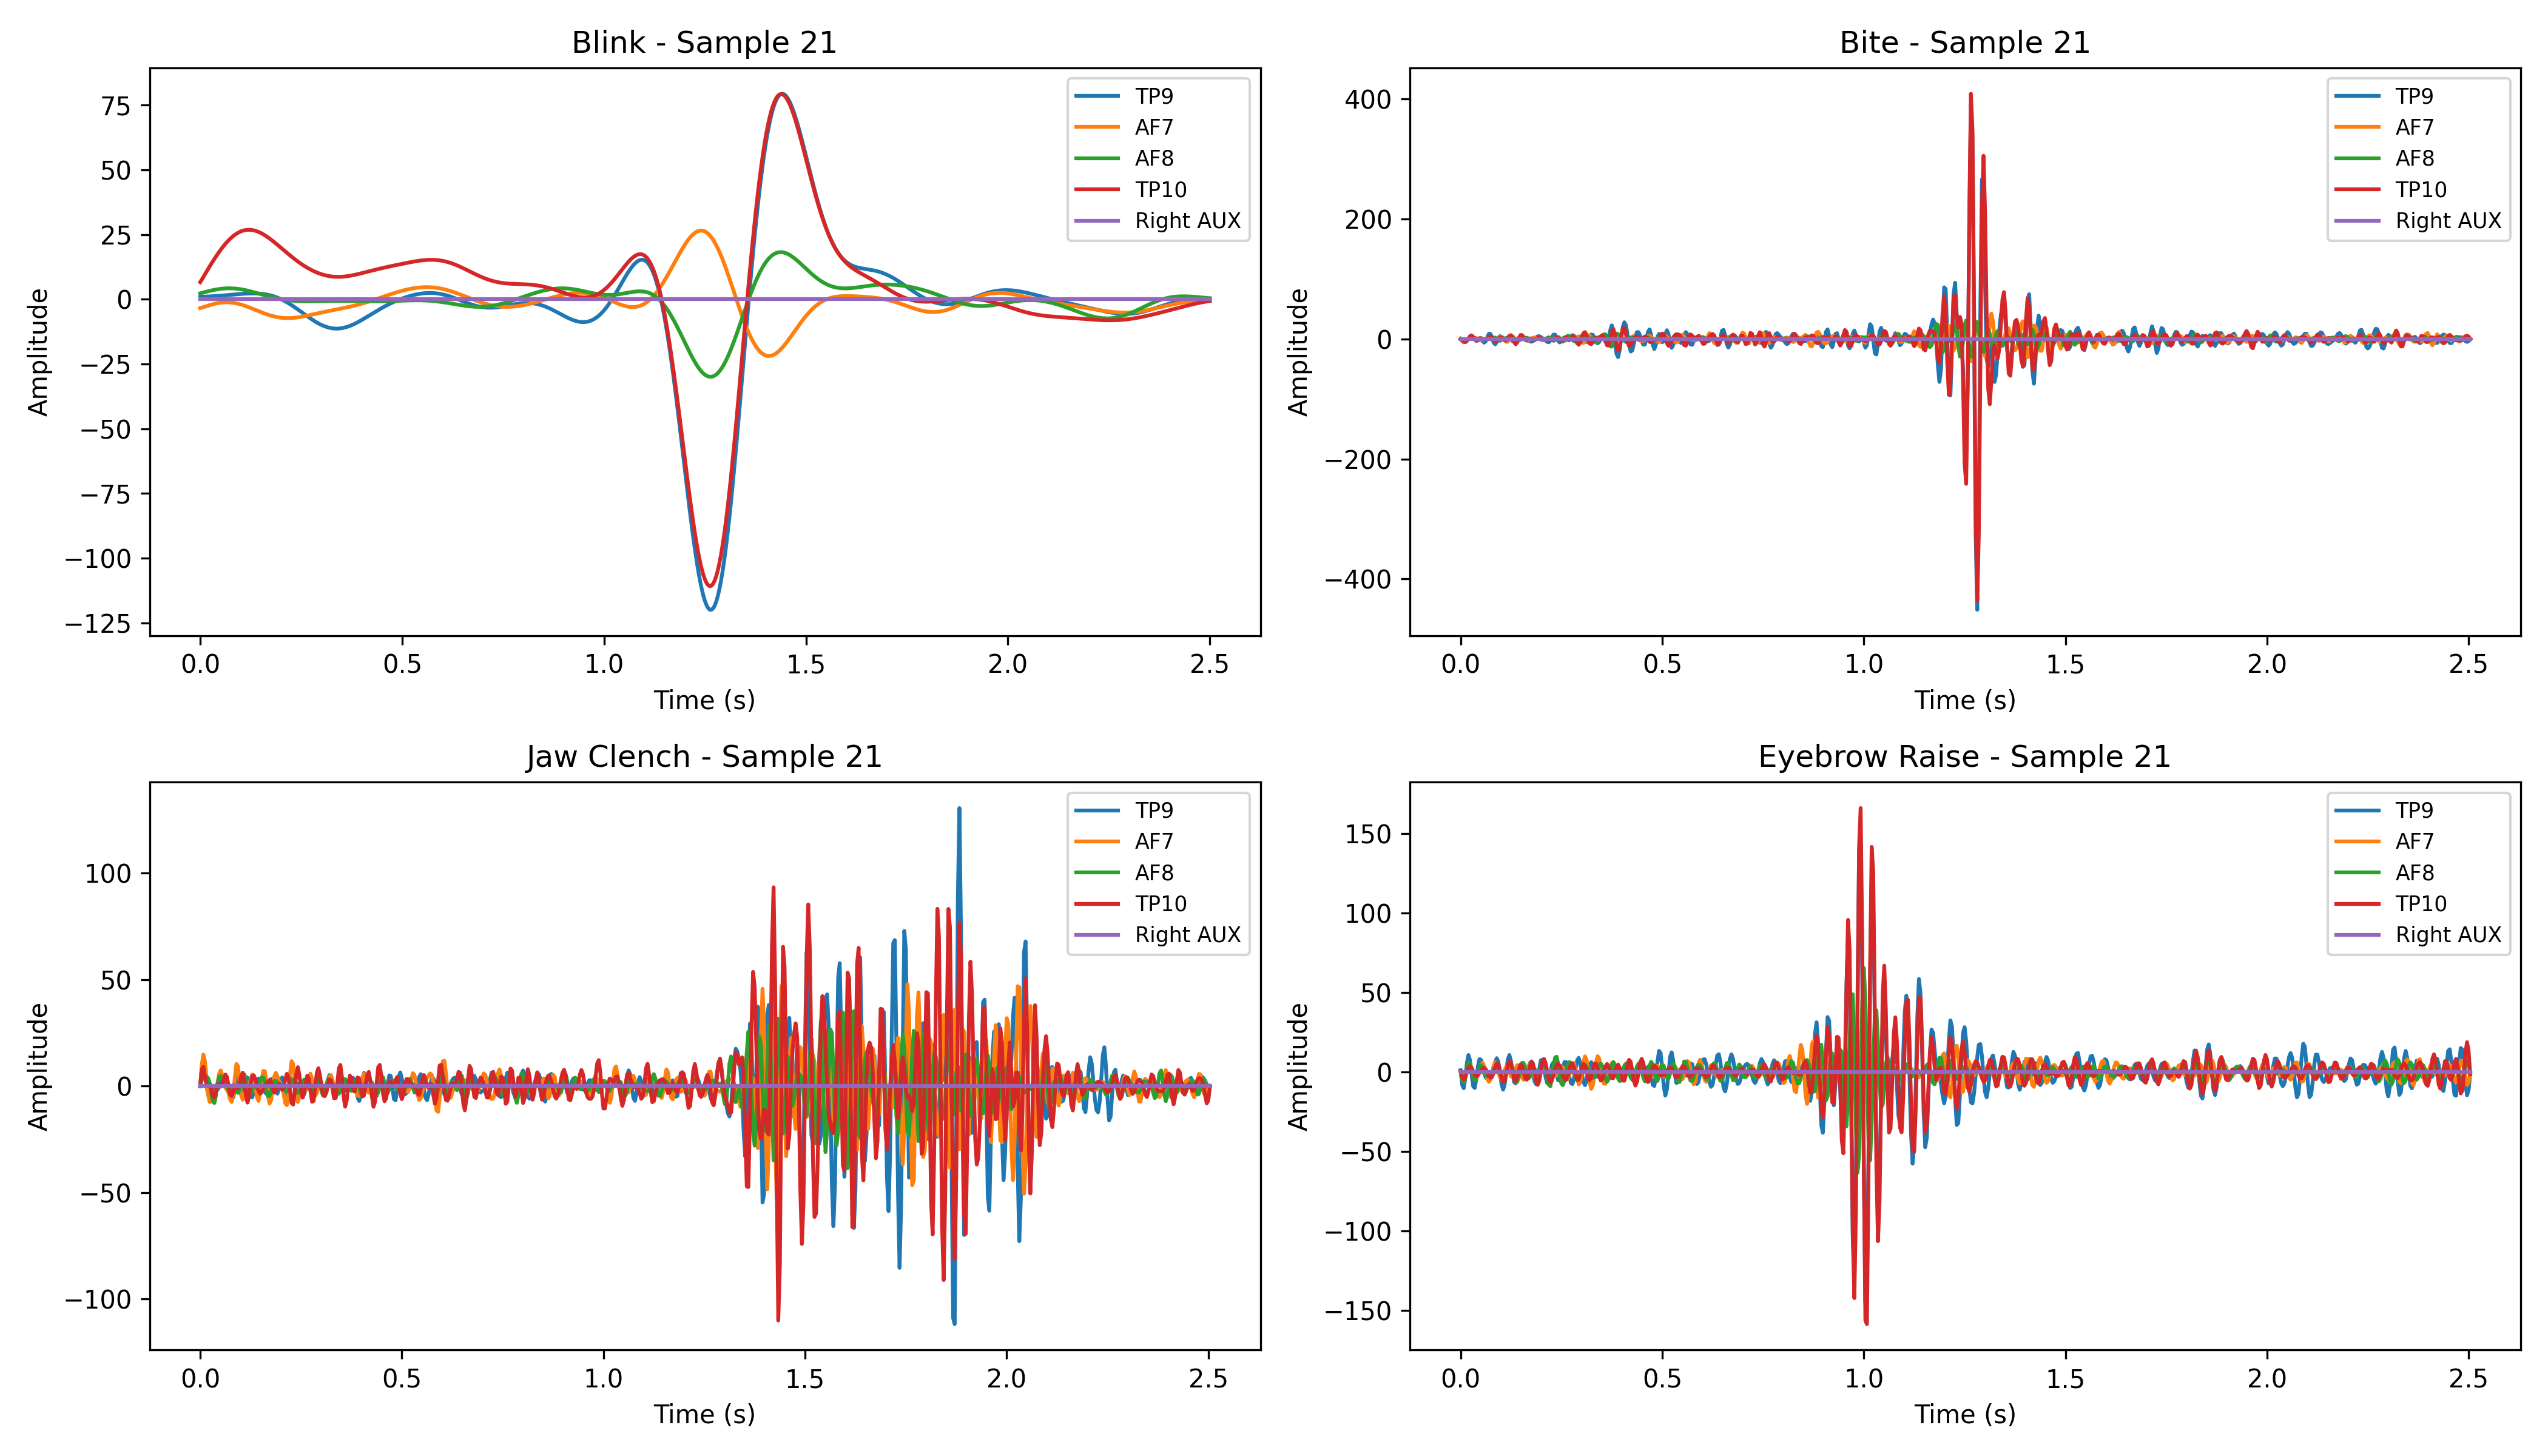 Blink - Sample 21
Amplitude
75
50
25
0
−25
−50
−75
−100
−125
0.0 0.5 1.0 1.5 2.0 2.5
Time (s)
TP9
AF7
AF8
TP10
Right AUX
Bite - Sample 21
Amplitude
400
200
0
−200
−400
0.0 0.5 1.0 1.5 2.0 2.5
Time (s)
TP9
AF7
AF8
TP10
Right AUX
Jaw Clench - Sample 21
Amplitude
100
50
0
−50
−100
0.0 0.5 1.0 1.5 2.0 2.5
Time (s)
TP9
AF7
AF8
TP10
Right AUX
Eyebrow Raise - Sample 21
Amplitude
150
100
50
0
−50
−100
−150
0.0 0.5 1.0 1.5 2.0 2.5
Time (s)
TP9
AF7
AF8
TP10
Right AUX